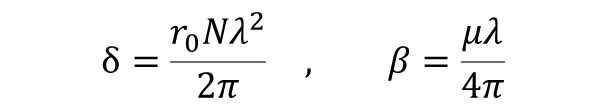 δ = r₀Nλ² / 2π , β = μλ / 4π